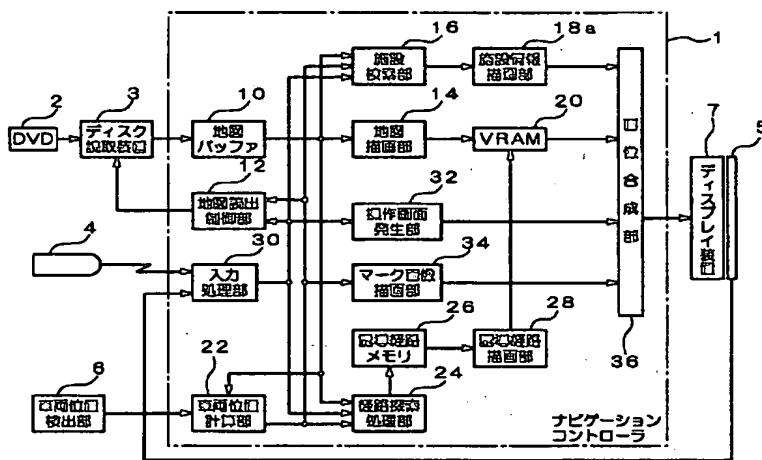 1
16
18a
施設
検索部
施設情報
描画部
2
3
10
14
20
7
5
DVD
ディスク
読取装置
地図
バッファ
地図
描画部
VRAM
画像合成部
ディスプレイ装置
12
32
地図読出
制御部
操作画面
発生部
4
30
34
入力
処理部
マーク画像
描画部
26
28
36
誘導経路
メモリ
誘導経路
描画部
6
22
24
車両位置
検出部
車両位置
計算部
経路探索
処理部
ナビゲーション
コントローラ